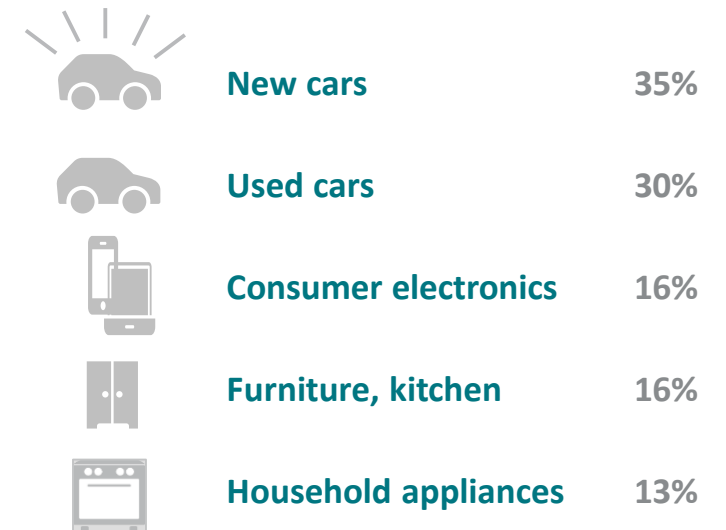 New cars 35%
Used cars 30%
Consumer electronics 16%
Furniture, kitchen 16%
Household appliances 13%